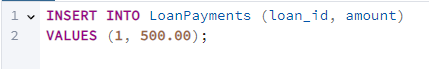 1 INSERT INTO LoanPayments (loan_id, amount)
2 VALUES (1, 500.00);